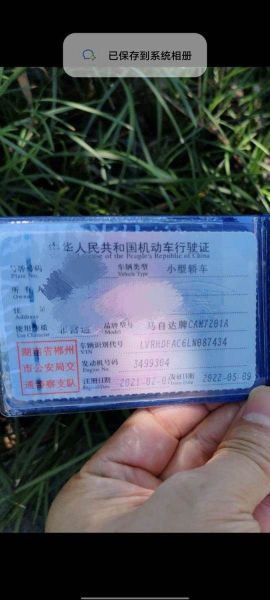 已保存到系统相册
中华人民共和国机动车行驶证
of the People's Republic of China
号牌号码
Plate No.
车辆类型
Vehicle Type
小型轿车
所有
Owner
住
Address
使用性质
Use Character
非营运
品牌型号
Model
马自达牌CAM7201A
车辆识别代号
VIN
LVRHDFAC6LN087434
发动机号码
Engine No.
3499304
注册日期
Register Date
2021-02-0
发证日期
2022-05-09
湖南省郴州
市公安局交
通警察支队